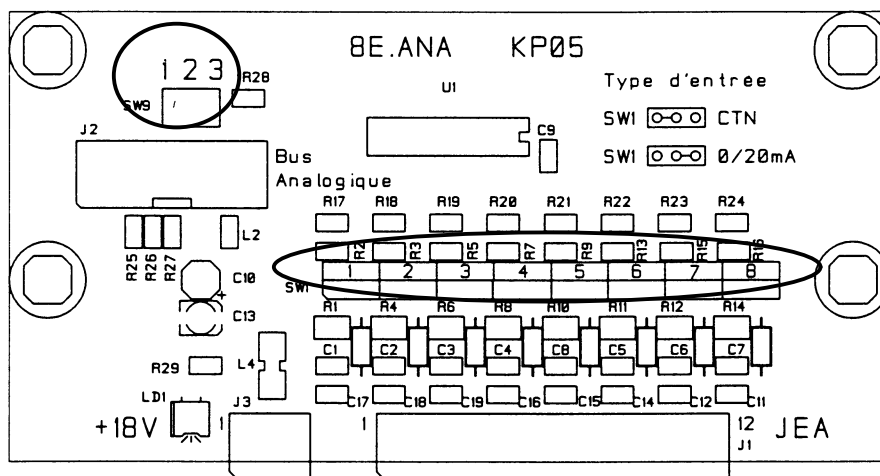 8E.ANA KP05
1 2 3
R28
SW9
U1
Type d'entrée
SW1 CTN
SW1 0/20mA
J2
C9
Bus
Analogique
R17 R18 R19 R20 R21 R22 R23 R24
R25 R26 R27 L2
R2 R3 R5 R7 R9 R13 R15 R16
C10
SW1 1 2 3 4 5 6 7 8
+
C13
R1 R4 R6 R8 R10 R11 R12 R14
C1 C2 C3 C4 C8 C5 C6 C7
R29 L4
C17 C18 C19 C16 C15 C14 C12 C11
LD1
J3
+18V 1 1 12 JEA
J1